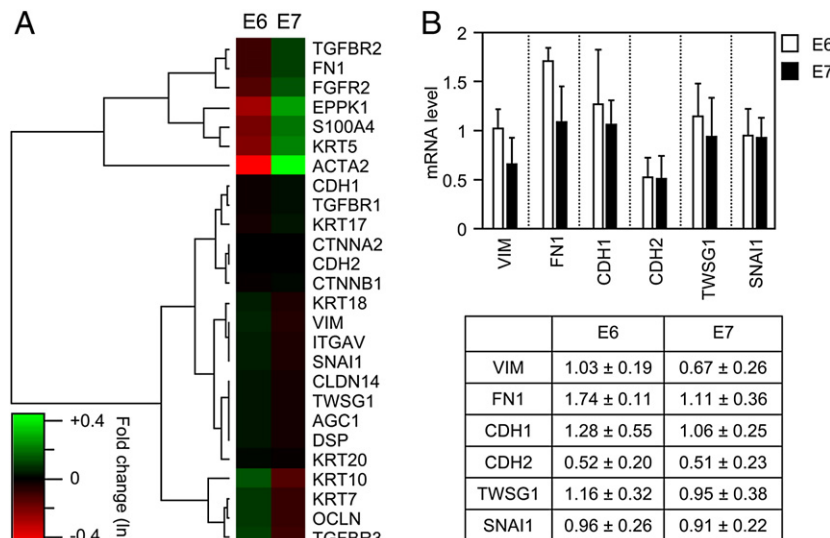 A
E6 E7
TGFBR2
FN1
FGFR2
EPPK1
S100A4
KRT5
ACTA2
CDH1
TGFBR1
KRT17
CTNNA2
CDH2
CTNNB1
KRT18
VIM
ITGAV
SNAI1
CLDN14
TWSG1
AGC1
DSP
KRT20
KRT10
KRT7
OCLN
TGFBR3
+0.4
0
-0.4
Fold change (ln
B
mRNA level
2
1.5
1
0.5
0
E6
E7
VIM
FN1
CDH1
CDH2
TWSG1
SNAI1
E6 E7
VIM 1.03 ± 0.19 0.67 ± 0.26
FN1 1.74 ± 0.11 1.11 ± 0.36
CDH1 1.28 ± 0.55 1.06 ± 0.25
CDH2 0.52 ± 0.20 0.51 ± 0.23
TWSG1 1.16 ± 0.32 0.95 ± 0.38
SNAI1 0.96 ± 0.26 0.91 ± 0.22